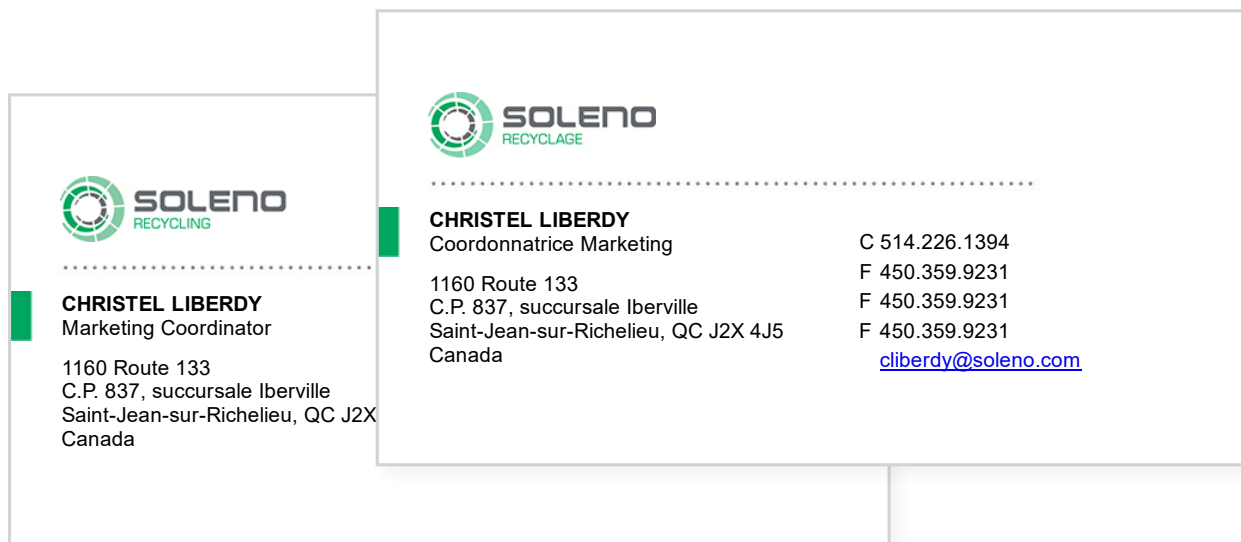 SOLENO
RECYCLING
CHRISTEL LIBERDY
Marketing Coordinator
1160 Route 133
C.P. 837, succursale Iberville
Saint-Jean-sur-Richelieu, QC J2X
Canada
SOLENO
RECYCLAGE
CHRISTEL LIBERDY
Coordonnatrice Marketing
1160 Route 133
C.P. 837, succursale Iberville
Saint-Jean-sur-Richelieu, QC J2X 4J5
Canada
C 514.226.1394
F 450.359.9231
F 450.359.9231
F 450.359.9231
cliberdy@soleno.com